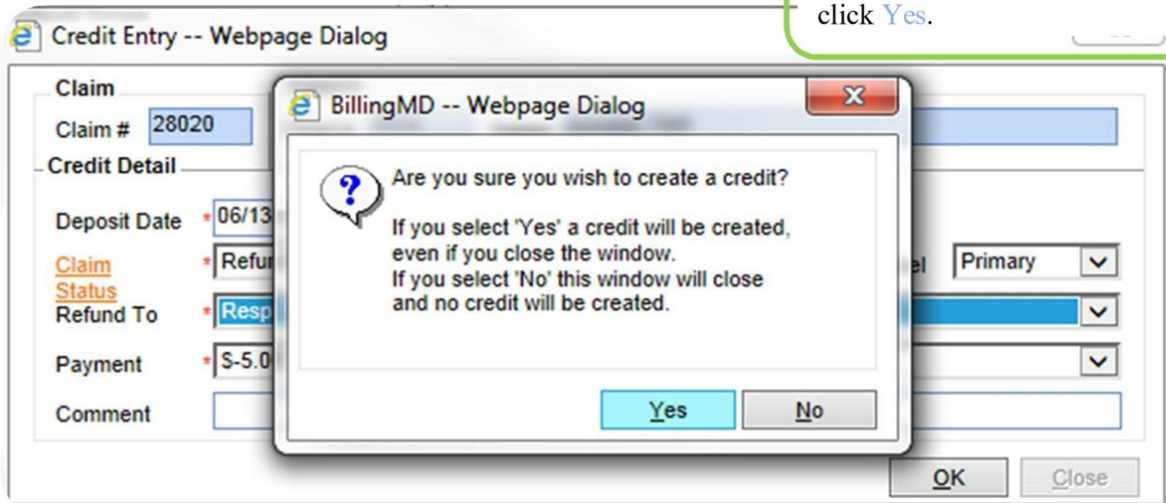 click Yes.
Credit Entry -- Webpage Dialog
Claim
Claim # 28020
Credit Detail
Deposit Date * 06/13
Claim Status * Refun
el Primary
Refund To * Resp
Payment * $-5.0
Comment
BillingMD -- Webpage Dialog
Are you sure you wish to create a credit?
If you select 'Yes' a credit will be created,
even if you close the window.
If you select 'No' this window will close
and no credit will be created.
Yes No
OK Close